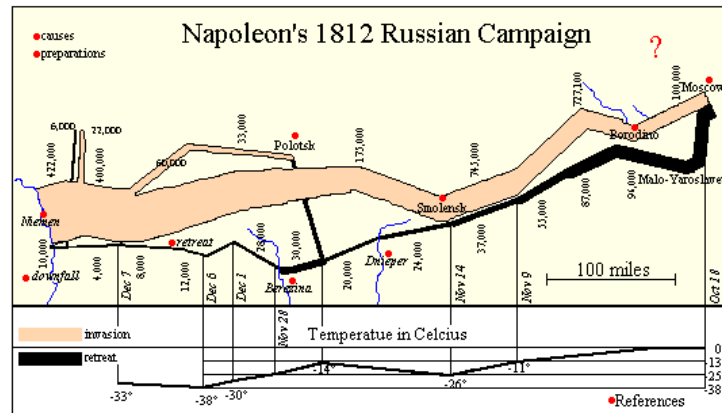 Napoleon's 1812 Russian Campaign
causes
preparations
?
Moscow
100,000
727,100
Borodino
6,000
22,000
422,000
400,000
60,000
33,000
Polotsk
175,000
745,000
Smolensk
Malo-Yaroshvet
Niemen
retreat
downfall
10,000
4,000
Dec 7
8,000
12,000
Dec 6
Dec 1
28,000
Nov 28
30,000
Berezina
20,000
Dnieper
24,000
Nov 14
37,000
Nov 9
55,000
87,000
94,000
100 miles
Oct 18
invasion
retreat
Temperatue in Celcius
0
-13
-25
-38
-33°
-38°
-30°
-14°
-26°
-11°
References